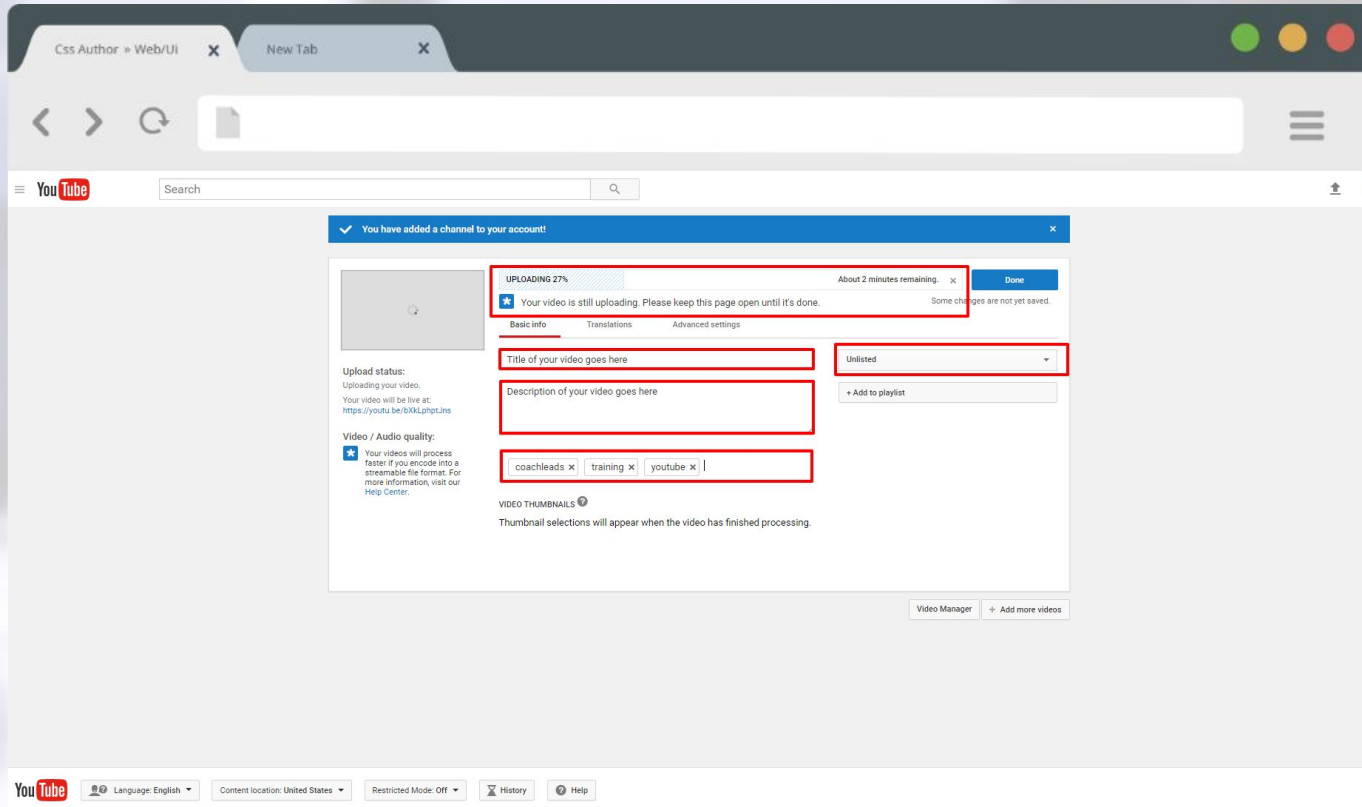 Css Author » Web/Ui
New Tab
YouTube
Search
You have added a channel to your account!
UPLOADING 27%
About 2 minutes remaining.
Done
Your video is still uploading. Please keep this page open until it's done.
Some changes are not yet saved.
Basic info
Translations
Advanced settings
Title of your video goes here
Unlisted
Description of your video goes here
+ Add to playlist
Upload status:
Uploading your video.
Your video will be live at:
https://youtu.be/bXkLphptJns
Video / Audio quality:
Your videos will process
faster if you encode into a
streamable file format. For
more information, visit our
Help Center.
coachleads x training x youtube x
VIDEO THUMBNAILS ?
Thumbnail selections will appear when the video has finished processing.
Video Manager
+ Add more videos
YouTube
Language: English
Content location: United States
Restricted Mode: Off
History
Help